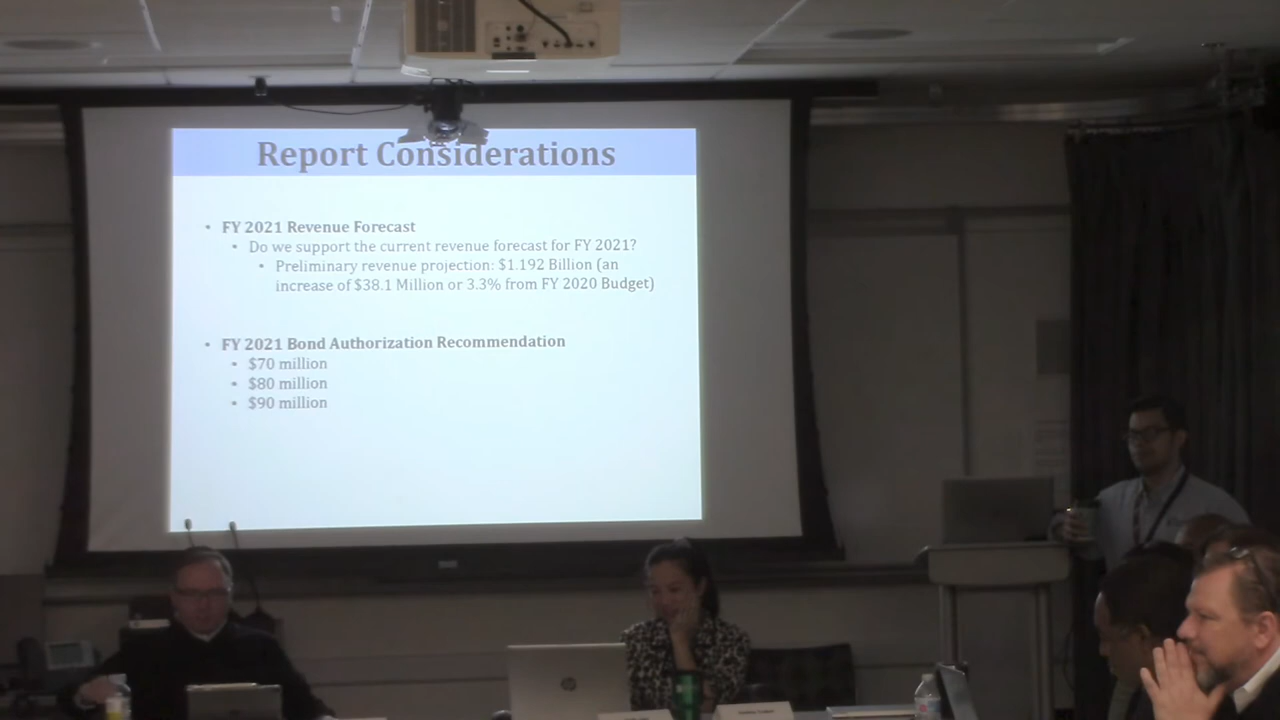 Report Considerations
• FY 2021 Revenue Forecast
• Do we support the current revenue forecast for FY 2021?
• Preliminary revenue projection: $1.192 Billion (an
increase of $38.1 Million or 3.3% from FY 2020 Budget)
• FY 2021 Bond Authorization Recommendation
• $70 million
• $80 million
• $90 million
hp